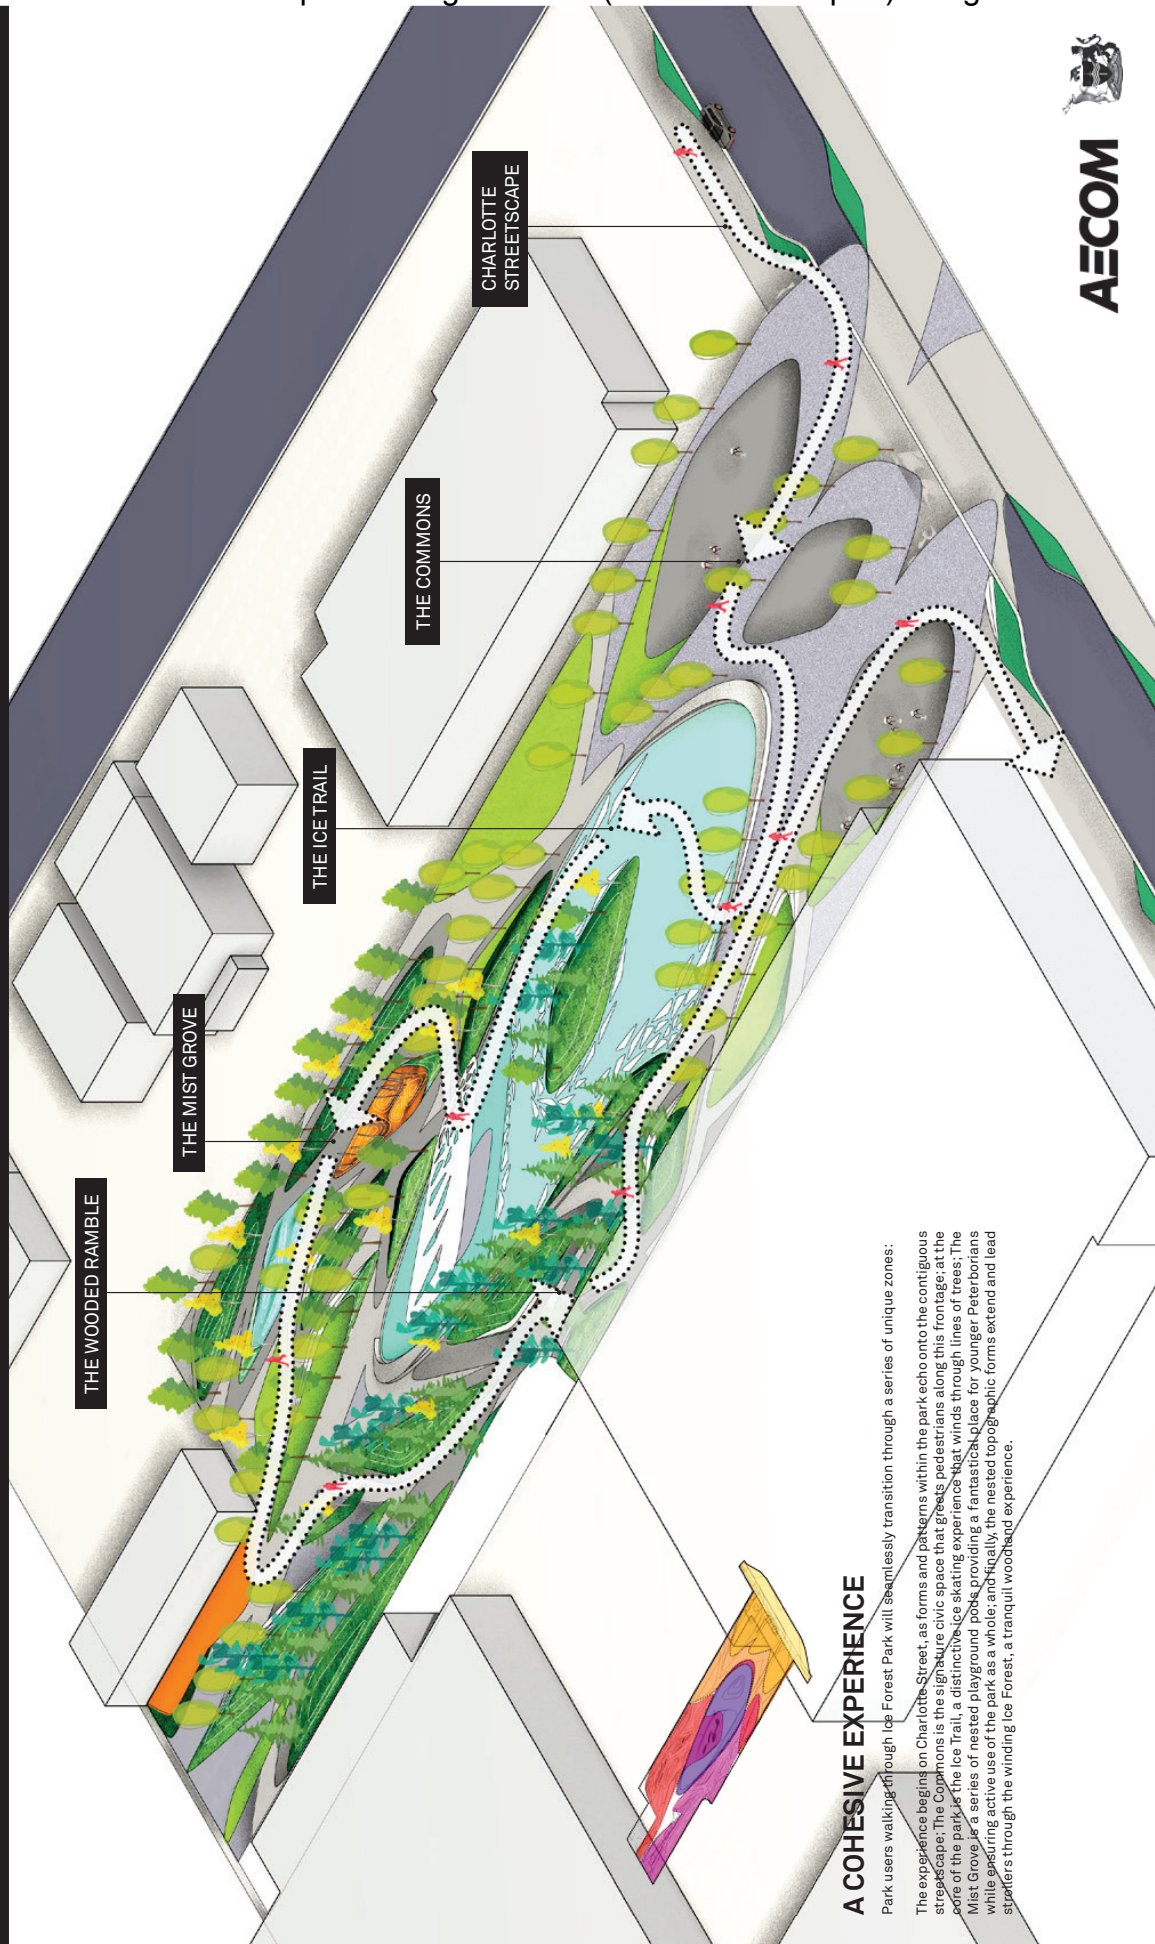 CHARLOTTE
STREETSCAPE
THE COMMONS
THE ICE TRAIL
THE MIST GROVE
THE WOODED RAMBLE
A COHESIVE EXPERIENCE
Park users walking through Ice Forest Park will seamlessly transition through a series of unique zones:
The experience begins on Charlotte Street, as forms and patterns within the park echo onto the contiguous
streetscape; The Commons is the signature civic space that greets pedestrians along this frontage; at the
core of the park is the Ice Trail, a distinctive ice skating experience that winds through lines of trees; The
Mist Grove is a series of nested playground pods providing a fantastical place for younger Peterborians
while ensuring active use of the park as a whole; and finally, the nested topographic forms extend and lead
strollers through the winding Ice Forest, a tranquil woodland experience.
AECOM